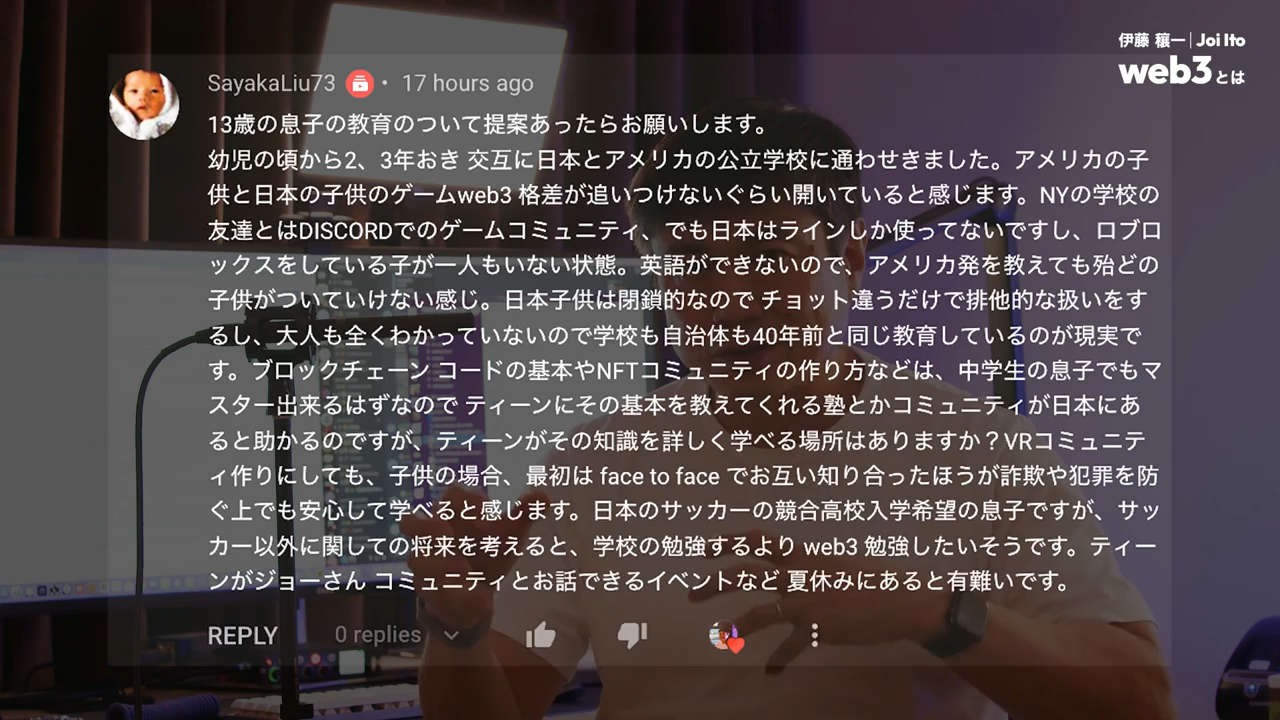 伊藤 穰一 | Joi Ito
web3とは
SayakaLiu73 • 17 hours ago
13歳の息子の教育のついて提案あったらお願いします。
幼児の頃から2、3年おき 交互に日本とアメリカの公立学校に通わせきました。アメリカの子
供と日本の子供のゲームweb3 格差が追いつけないぐらい開いていると感じます。NYの学校の
友達とはDISCORDでのゲームコミュニティ、でも日本はラインしか使ってないですし、ロブロ
ックスをしている子が一人もいない状態。英語ができないので、アメリカ発を教えても殆どの
子供がついていけない感じ。日本子供は閉鎖的なので チョット違うだけで排他的な扱いをす
るし、大人も全くわかっていないので学校も自治体も40年前と同じ教育しているのが現実で
す。ブロックチェーン コードの基本やNFTコミュニティの作り方などは、中学生の息子でもマ
スター出来るはずなので ティーンにその基本を教えてくれる塾とかコミュニティが日本にあ
ると助かるのですが、ティーンがその知識を詳しく学べる場所はありますか？VRコミュニテ
ィ作りにしても、子供の場合、最初は face to face でお互い知り合ったほうが詐欺や犯罪を防
ぐ上でも安心して学べると感じます。日本のサッカーの競合高校入学希望の息子ですが、サッ
カー以外に関しての将来を考えると、学校の勉強するより web3 勉強したいそうです。ティー
ンがジョーさん コミュニティとお話できるイベントなど 夏休みにあると有難いです。
REPLY 0 replies